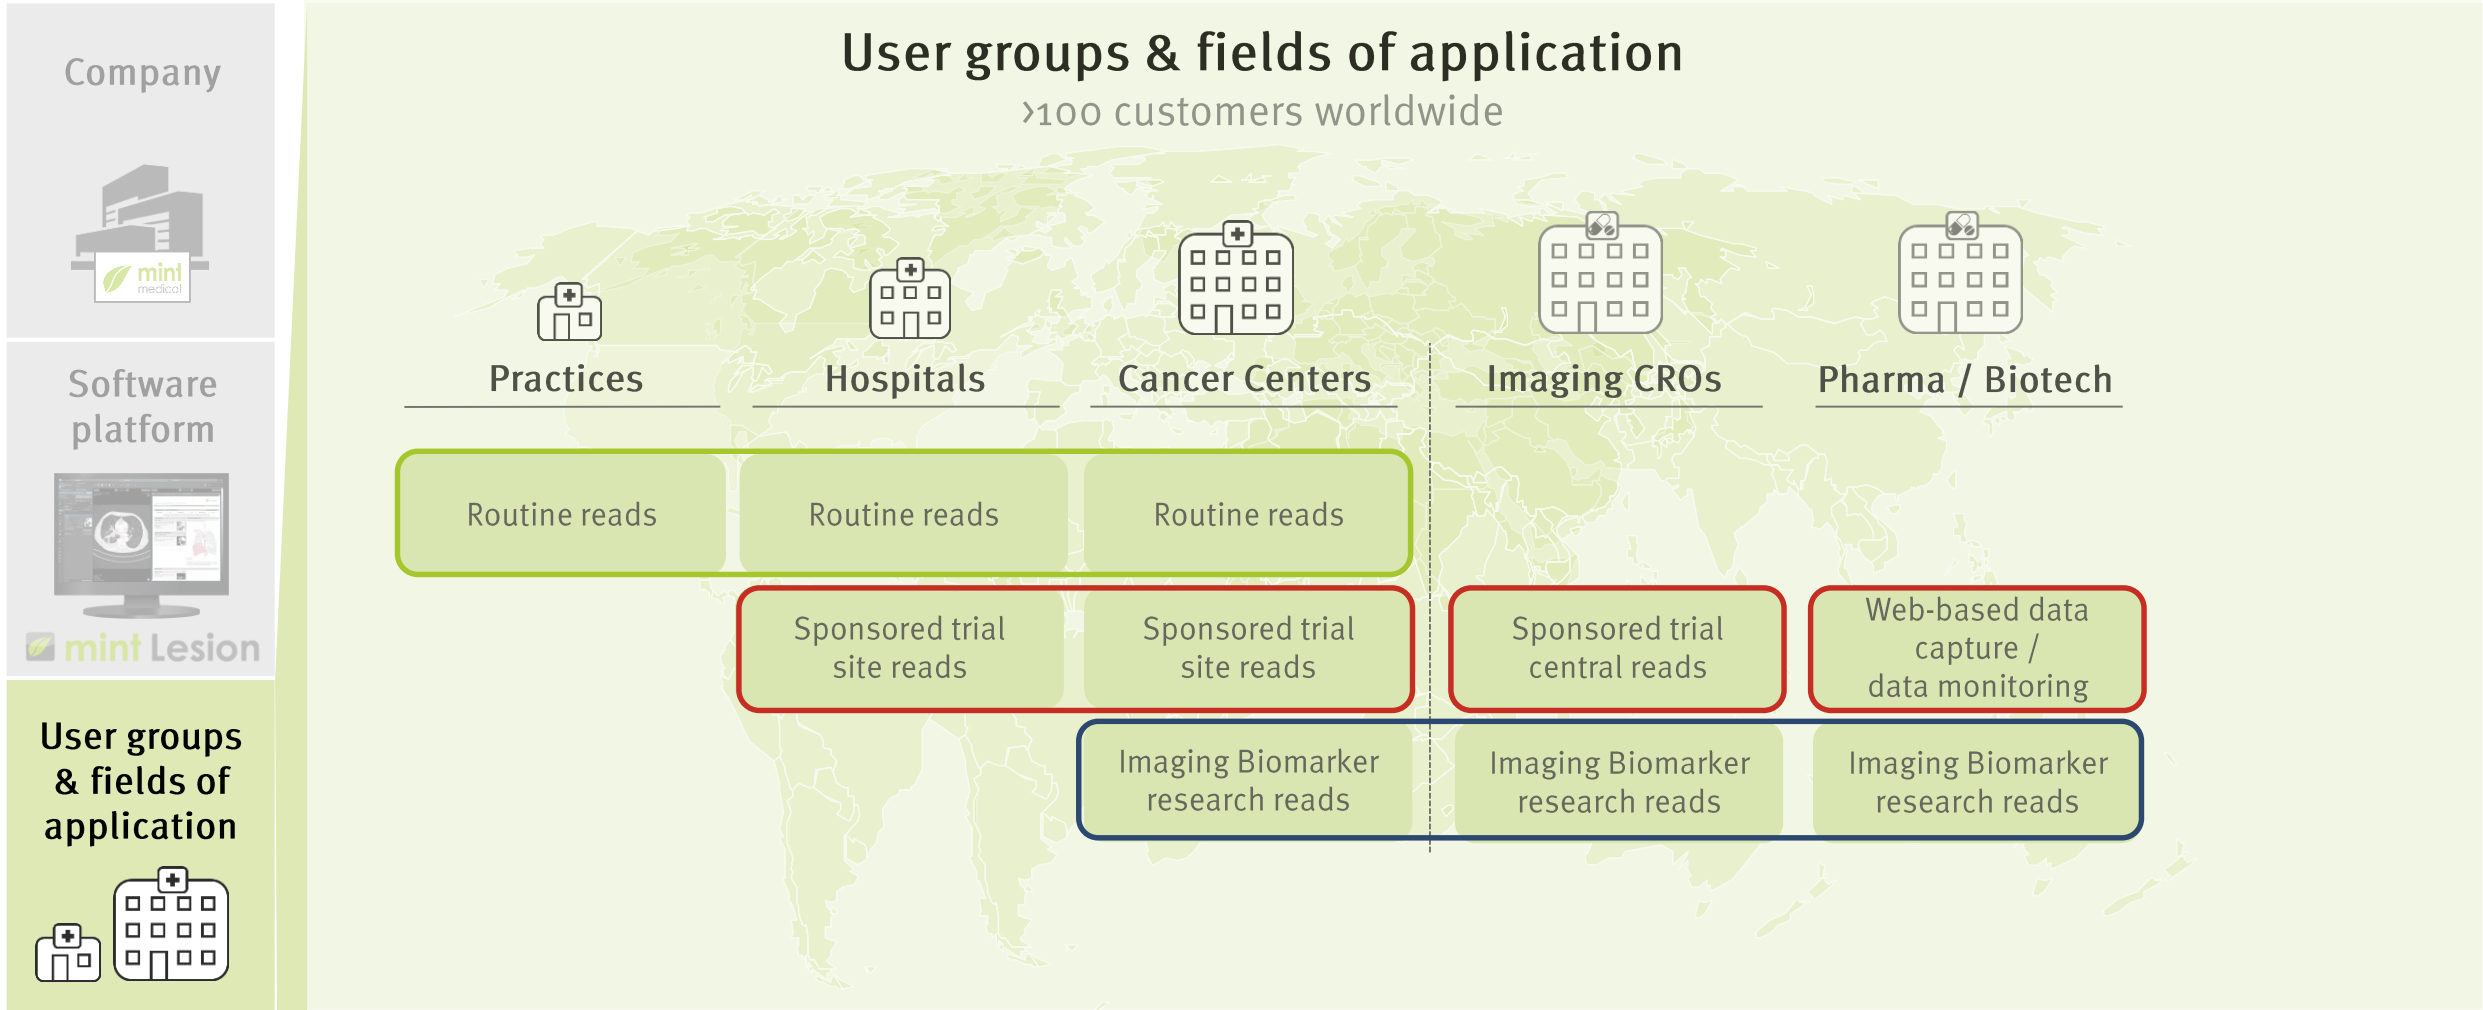 Company
mint
medical
Software
platform
mint Lesion
User groups
& fields of
application
User groups & fields of application
>100 customers worldwide
Practices
Hospitals
Cancer Centers
Imaging CROs
Pharma / Biotech
Routine reads
Routine reads
Routine reads
Sponsored trial
site reads
Sponsored trial
site reads
Sponsored trial
central reads
Web-based data
capture /
data monitoring
Imaging Biomarker
research reads
Imaging Biomarker
research reads
Imaging Biomarker
research reads